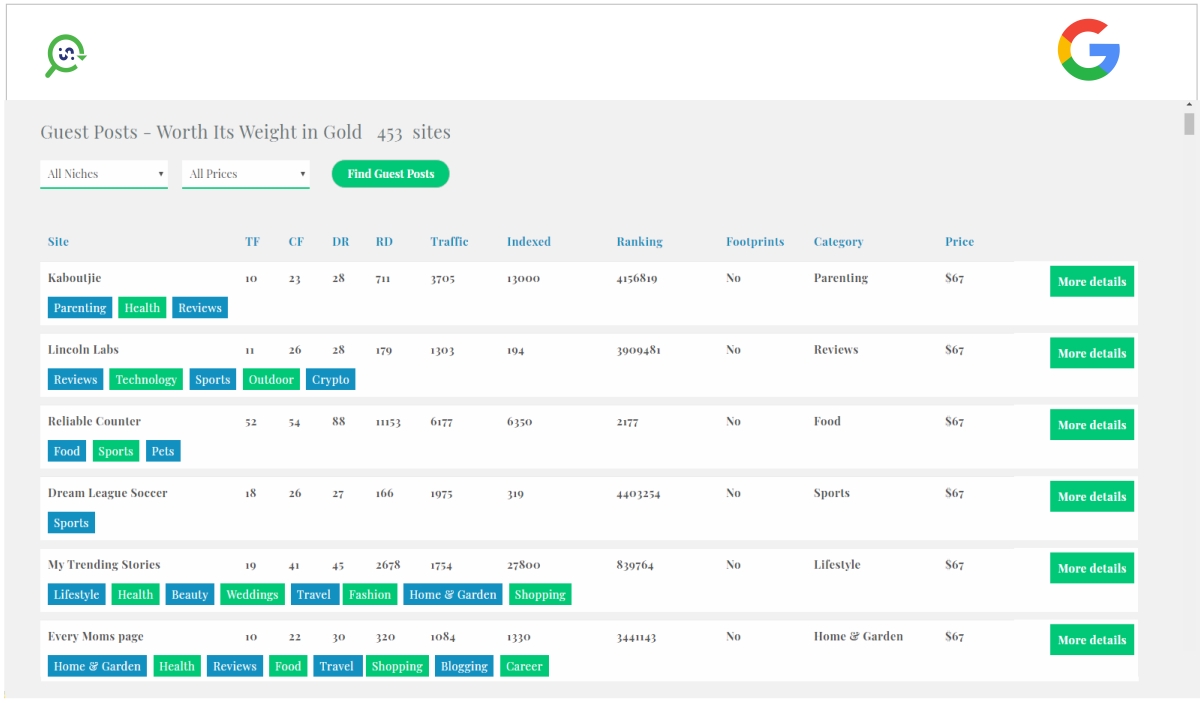 Guest Posts - Worth Its Weight in Gold 453 sites
All Niches All Prices Find Guest Posts
Site TF CF DR RD Traffic Indexed Ranking Footprints Category Price
Kaboutjie 10 23 28 711 3705 13000 4156819 No Parenting $67 More details
Parenting Health Reviews
Lincoln Labs 11 26 28 179 1303 194 3909481 No Reviews $67 More details
Reviews Technology Sports Outdoor Crypto
Reliable Counter 52 54 88 11153 6177 6350 2177 No Food $67 More details
Food Sports Pets
Dream League Soccer 18 26 27 166 1975 319 4403254 No Sports $67 More details
Sports
My Trending Stories 19 41 45 2678 1754 27800 839764 No Lifestyle $67 More details
Lifestyle Health Beauty Weddings Travel Fashion Home & Garden Shopping
Every Moms page 10 22 30 320 1084 1330 3441143 No Home & Garden $67 More details
Home & Garden Health Reviews Food Travel Shopping Blogging Career